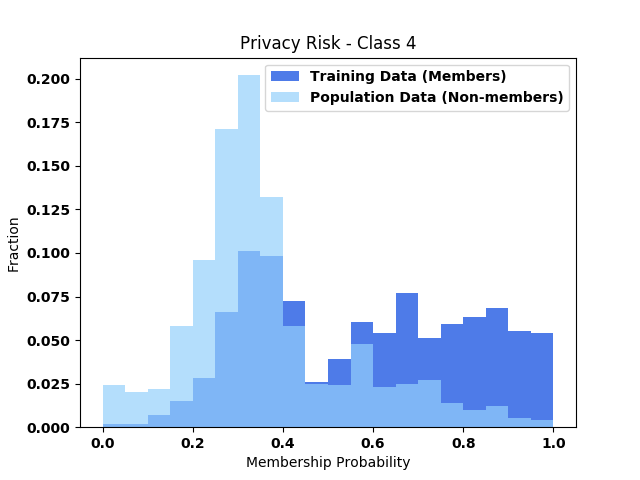 Privacy Risk - Class 4
Training Data (Members)
Population Data (Non-members)
Fraction
0.200
0.175
0.150
0.125
0.100
0.075
0.050
0.025
0.000
0.0 0.2 0.4 0.6 0.8 1.0
Membership Probability